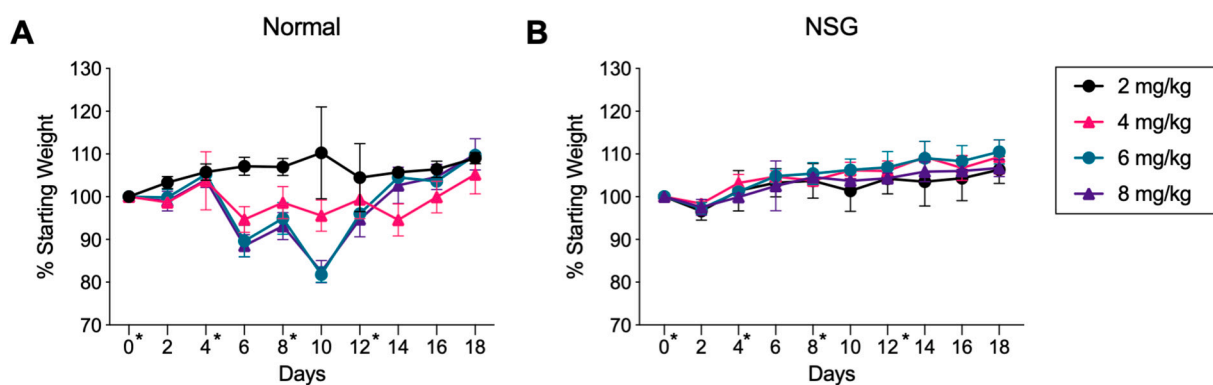 A
Normal
130
120
110
100
90
80
70
% Starting Weight
0* 2 4* 6 8* 10 12* 14 16 18
Days
B
NSG
130
120
110
100
90
80
70
% Starting Weight
0* 2 4* 6 8* 10 12* 14 16 18
Days
2 mg/kg
4 mg/kg
6 mg/kg
8 mg/kg